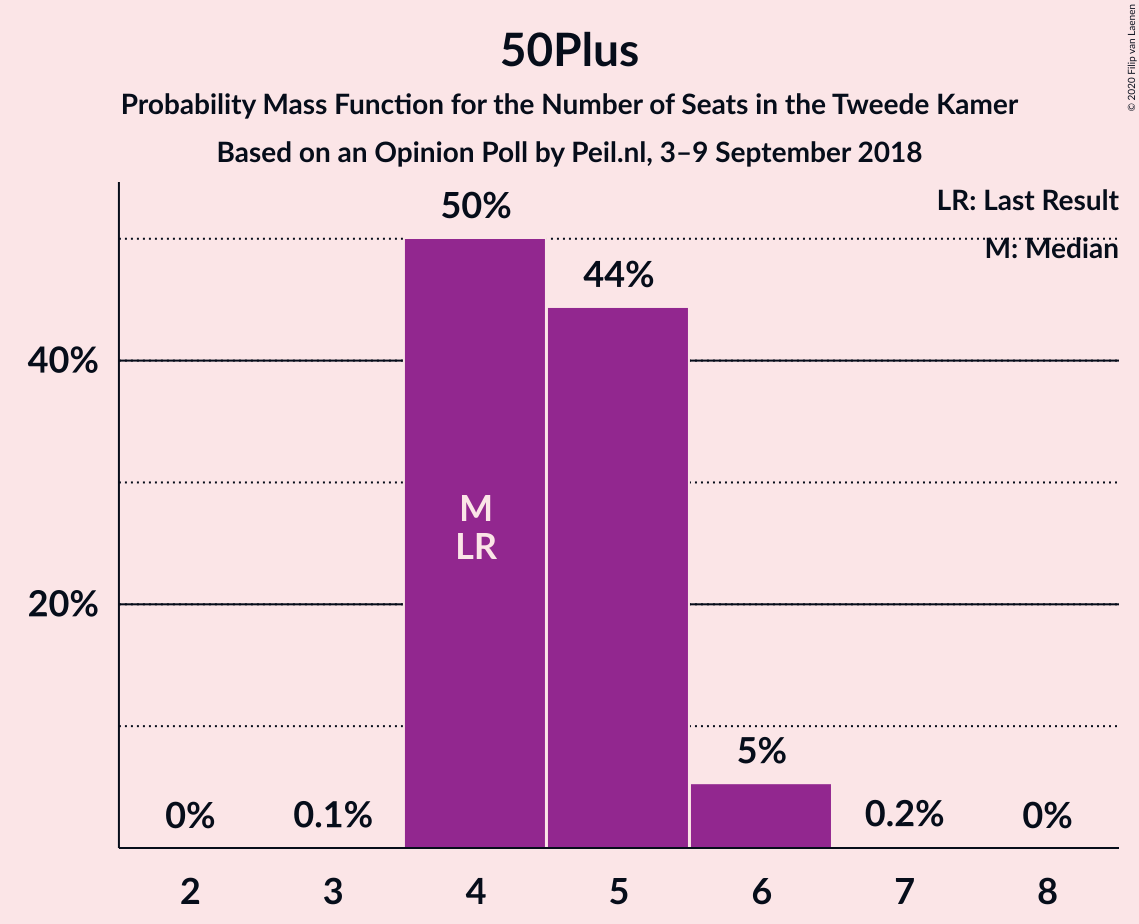 © 2020 Filip van Laenen
50Plus
Probability Mass Function for the Number of Seats in the Tweede Kamer
Based on an Opinion Poll by Peil.nl, 3–9 September 2018
LR: Last Result
M: Median
50%
44%
40%
M
LR
20%
5%
0%
0.1%
0.2%
0%
2 3 4 5 6 7 8